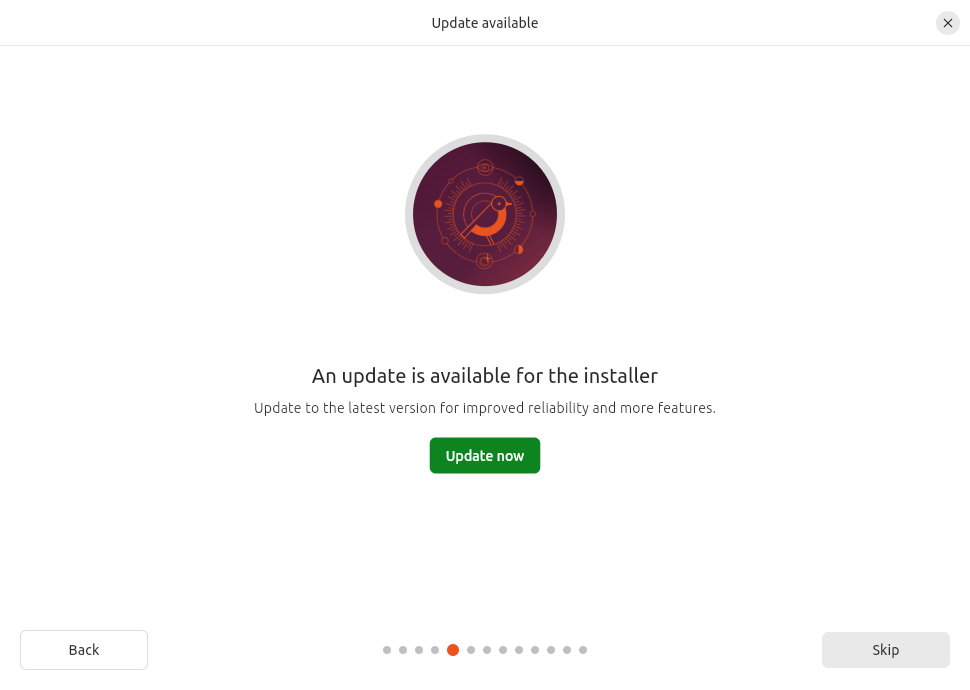 Update available
An update is available for the installer
Update to the latest version for improved reliability and more features.
Update now
Back
Skip